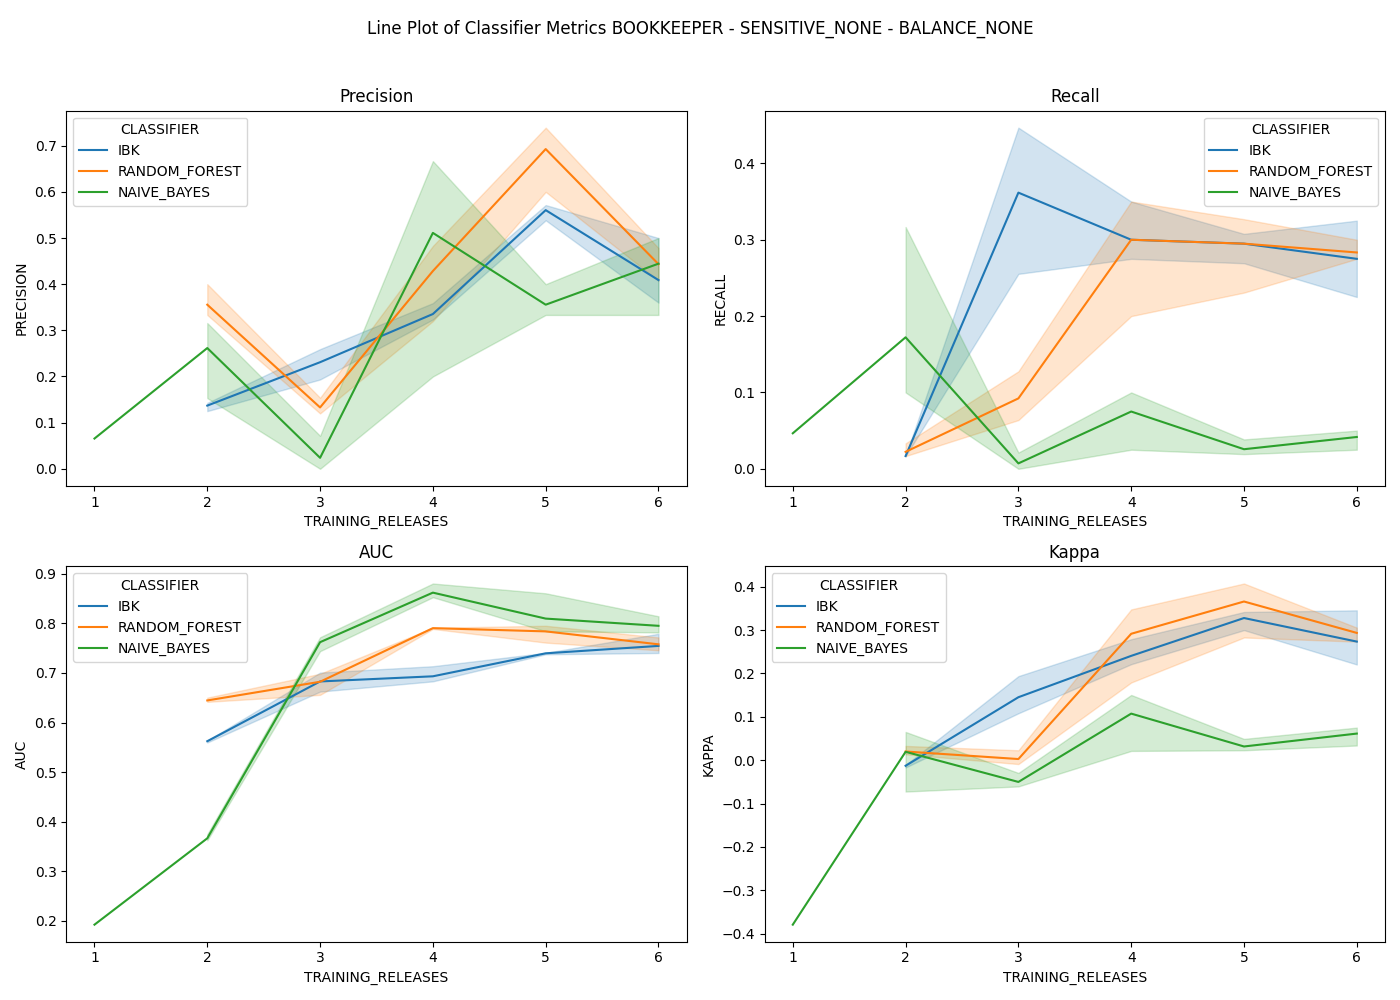 Line Plot of Classifier Metrics BOOKKEEPER - SENSITIVE_NONE - BALANCE_NONE
Precision
CLASSIFIER
IBK
RANDOM_FOREST
NAIVE_BAYES
PRECISION
0.7
0.6
0.5
0.4
0.3
0.2
0.1
0.0
1 2 3 4 5 6
TRAINING_RELEASES
Recall
CLASSIFIER
IBK
RANDOM_FOREST
NAIVE_BAYES
RECALL
0.4
0.3
0.2
0.1
0.0
1 2 3 4 5 6
TRAINING_RELEASES
AUC
CLASSIFIER
IBK
RANDOM_FOREST
NAIVE_BAYES
AUC
0.9
0.8
0.7
0.6
0.5
0.4
0.3
0.2
1 2 3 4 5 6
TRAINING_RELEASES
Kappa
CLASSIFIER
IBK
RANDOM_FOREST
NAIVE_BAYES
KAPPA
0.4
0.3
0.2
0.1
0.0
−0.1
−0.2
−0.3
−0.4
1 2 3 4 5 6
TRAINING_RELEASES